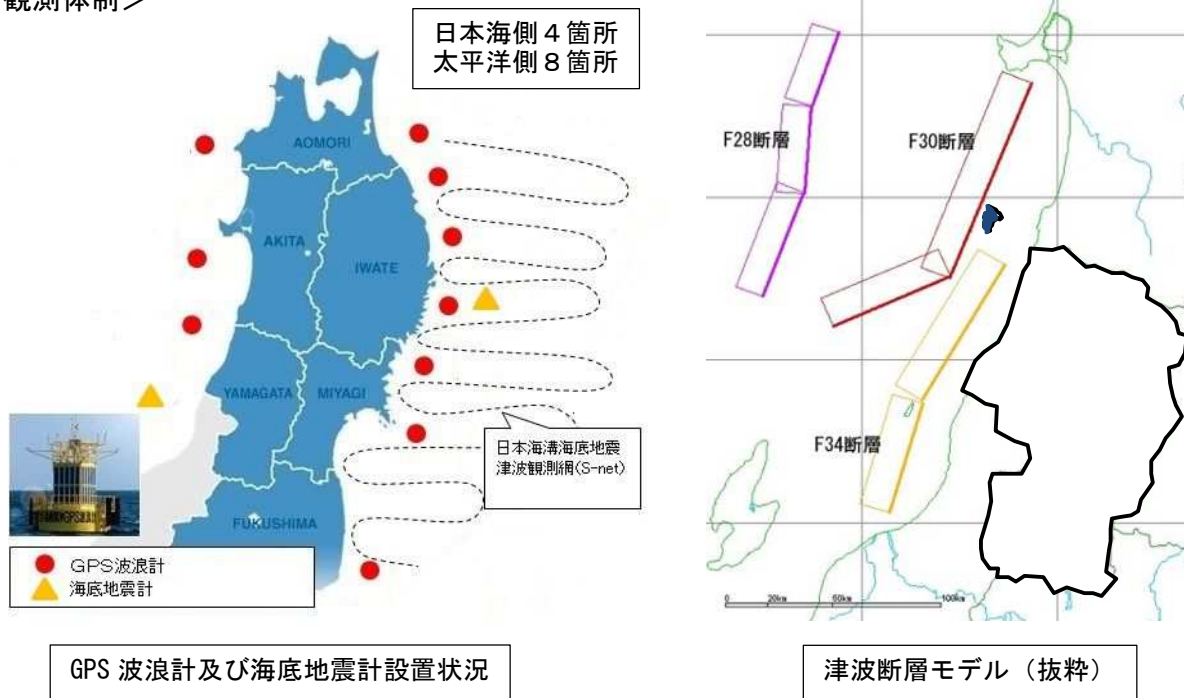 観測体制＞
日本海側４箇所
太平洋側８箇所
AOMORI
AKITA
IWATE
YAMAGATA
MIYAGI
FUKUSHIMA
日本海溝海底地震
津波観測網(S-net)
GPS波浪計
海底地震計
GPS 波浪計及び海底地震計設置状況
F28断層
F30断層
F34断層
0 20km 50km 100km
津波断層モデル（抜粋）